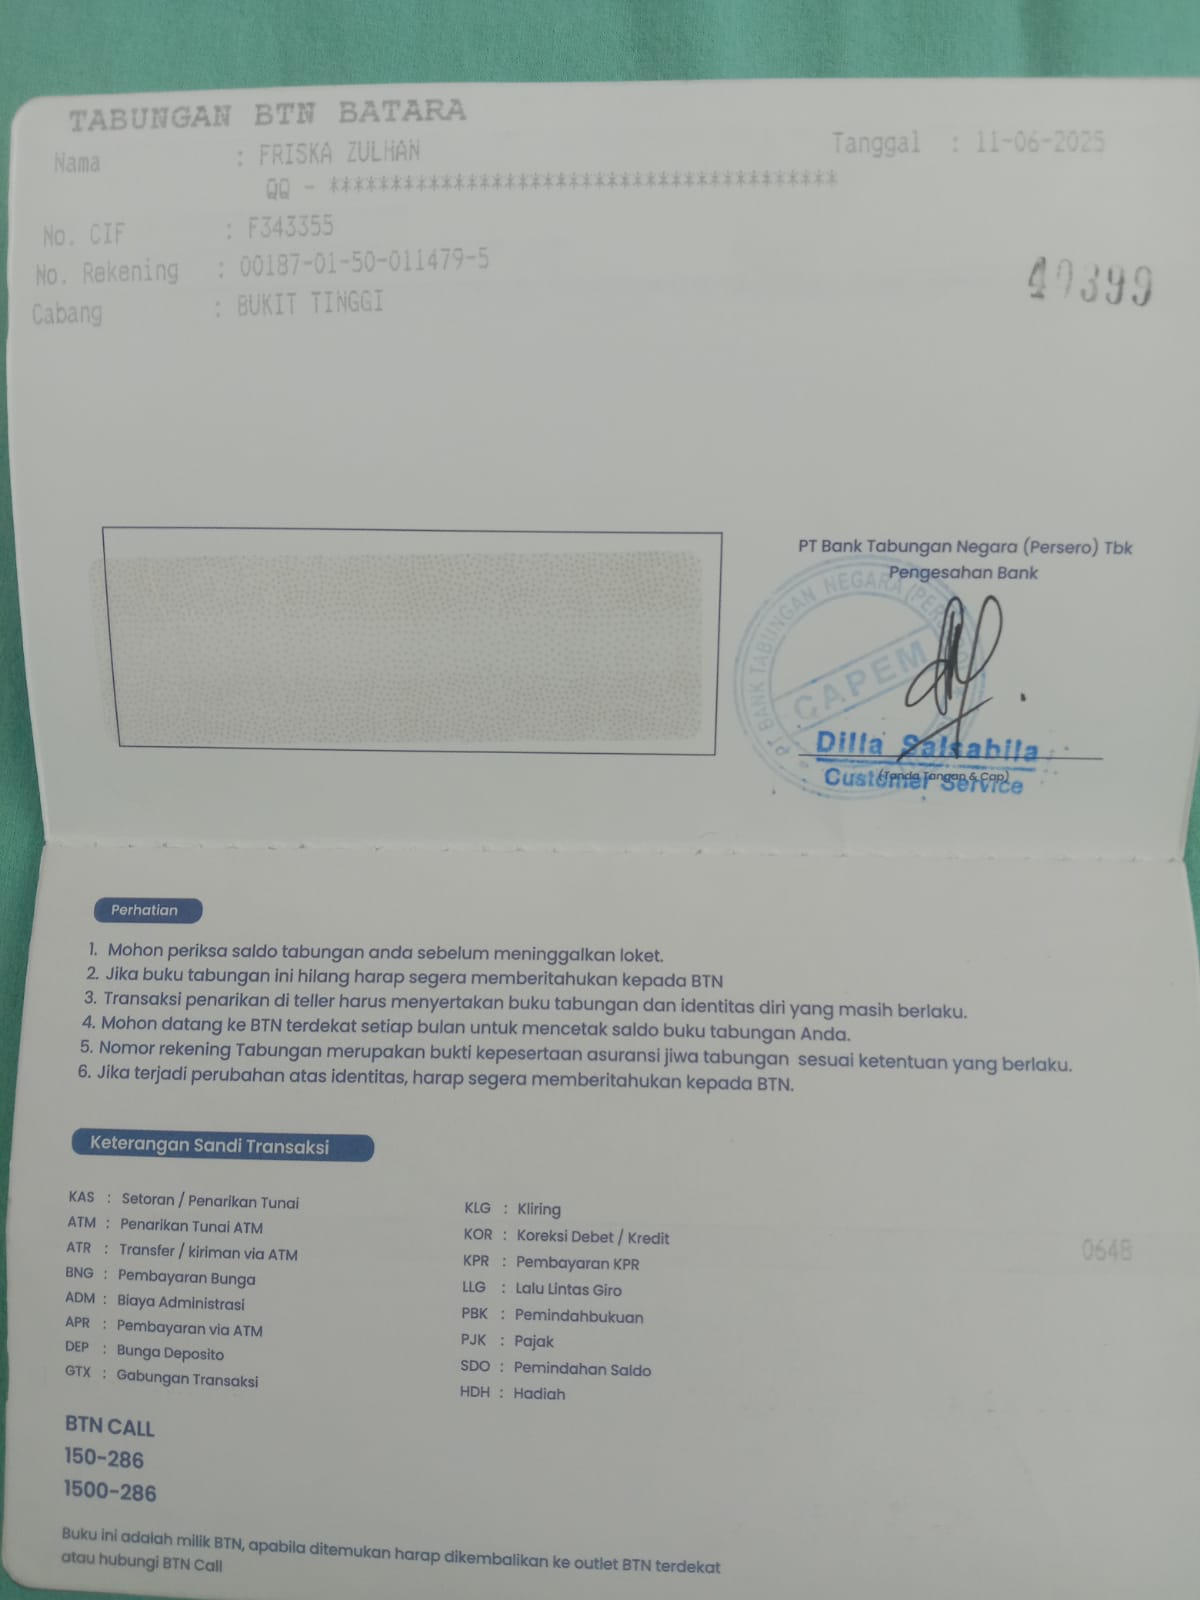 TABUNGAN BTN BATARA
Nama : FRISKA ZULHAN
QQ - *****************************************
Tanggal : 11-06-2025
No. CIF : F343355
No. Rekening : 00187-01-50-011479-5
Cabang : BUKIT TINGGI
49399
PT Bank Tabungan Negara (Persero) Tbk
Pengesahan Bank
PT BANK TABUNGAN NEGARA (PERSERO)
CAPEM
Dilla Salsabila
(Tanda Tangan & Cap)
Customer Service
Perhatian
1. Mohon periksa saldo tabungan anda sebelum meninggalkan loket.
2. Jika buku tabungan ini hilang harap segera memberitahukan kepada BTN
3. Transaksi penarikan di teller harus menyertakan buku tabungan dan identitas diri yang masih berlaku.
4. Mohon datang ke BTN terdekat setiap bulan untuk mencetak saldo buku tabungan Anda.
5. Nomor rekening Tabungan merupakan bukti kepesertaan asuransi jiwa tabungan sesuai ketentuan yang berlaku.
6. Jika terjadi perubahan atas identitas, harap segera memberitahukan kepada BTN.
Keterangan Sandi Transaksi
KAS : Setoran / Penarikan Tunai
ATM : Penarikan Tunai ATM
ATR : Transfer / kiriman via ATM
BNG : Pembayaran Bunga
ADM : Biaya Administrasi
APR : Pembayaran via ATM
DEP : Bunga Deposito
GTX : Gabungan Transaksi
KLG : Kliring
KOR : Koreksi Debet / Kredit
KPR : Pembayaran KPR
LLG : Lalu Lintas Giro
PBK : Pemindahbukuan
PJK : Pajak
SDO : Pemindahan Saldo
HDH : Hadiah
0648
BTN CALL
150-286
1500-286
Buku ini adalah milik BTN, apabila ditemukan harap dikembalikan ke outlet BTN terdekat
atau hubungi BTN Call